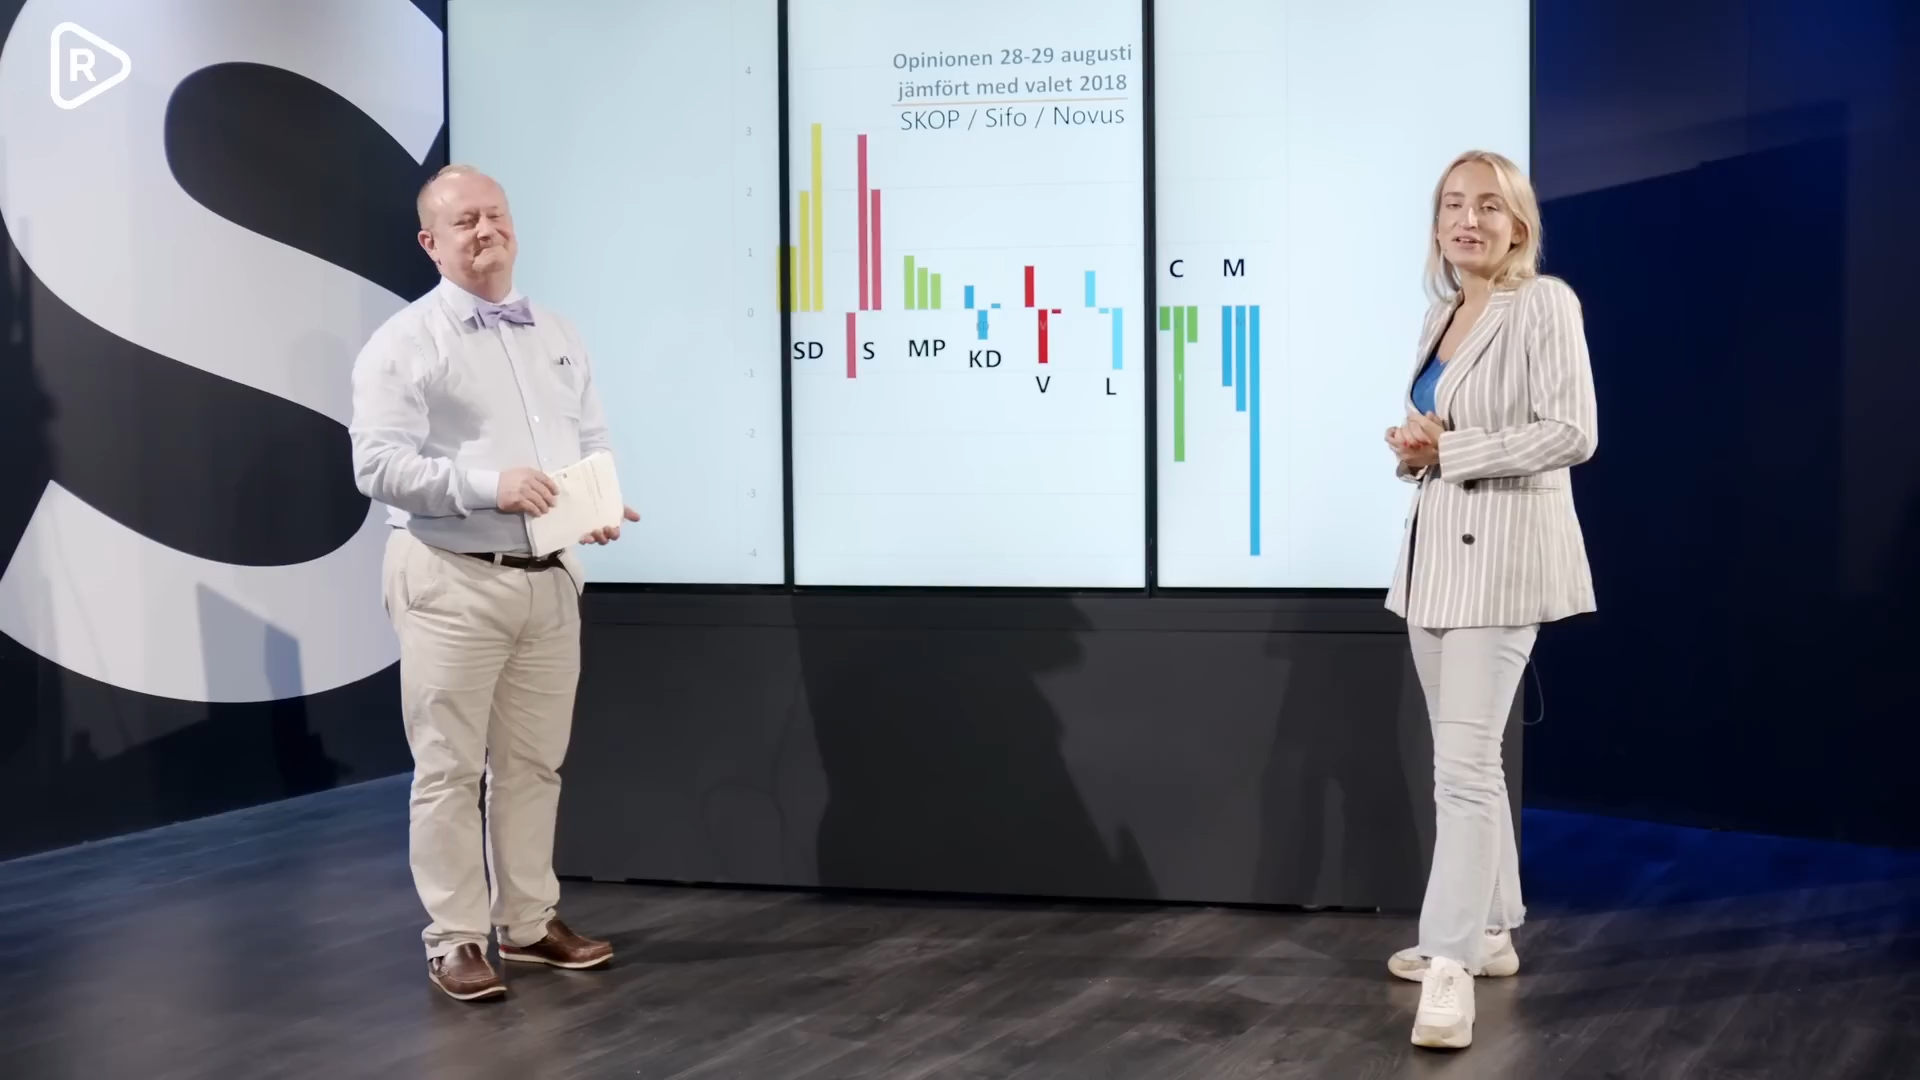 R
S
Opinionen 28-29 augusti
jämfört med valet 2018
SKOP / Sifo / Novus
4
3
2
1
0
-1
-2
-3
-4
SD
S
MP
KD
V
L
C
M